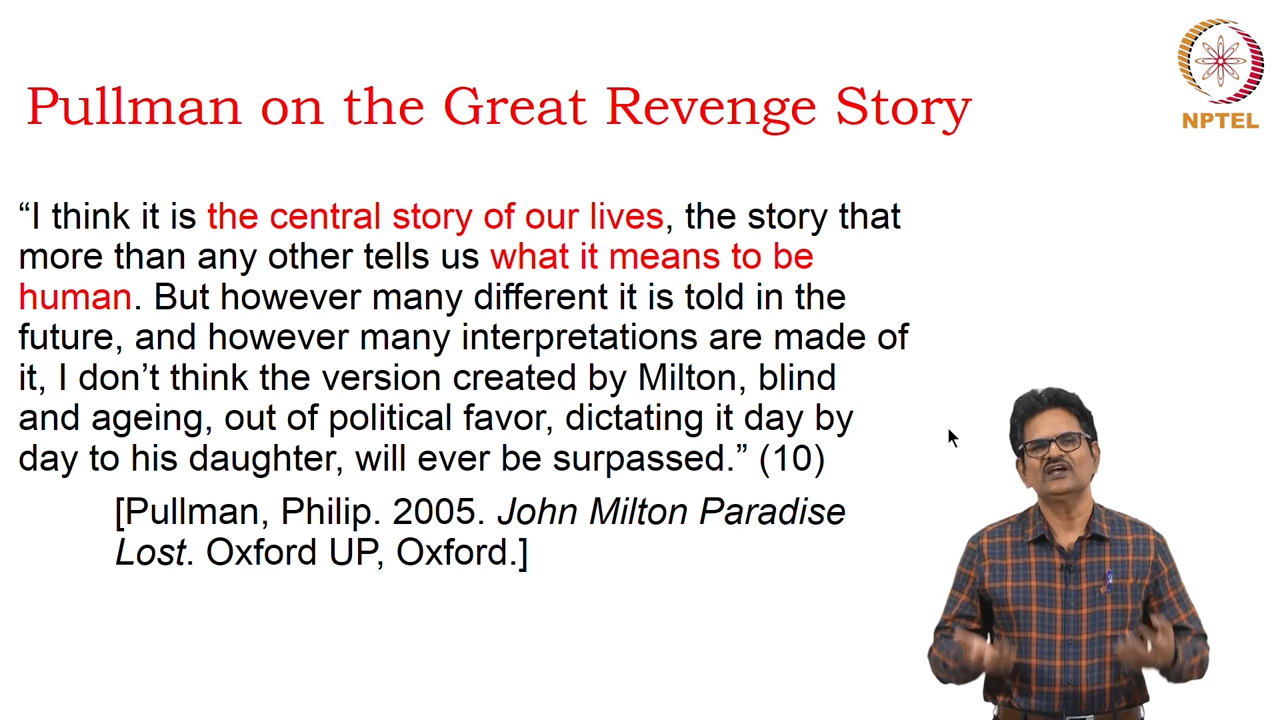 Pullman on the Great Revenge Story
NPTEL
“I think it is the central story of our lives, the story that
more than any other tells us what it means to be
human. But however many different it is told in the
future, and however many interpretations are made of
it, I don’t think the version created by Milton, blind
and ageing, out of political favor, dictating it day by
day to his daughter, will ever be surpassed.” (10)
[Pullman, Philip. 2005. John Milton Paradise
Lost. Oxford UP, Oxford.]